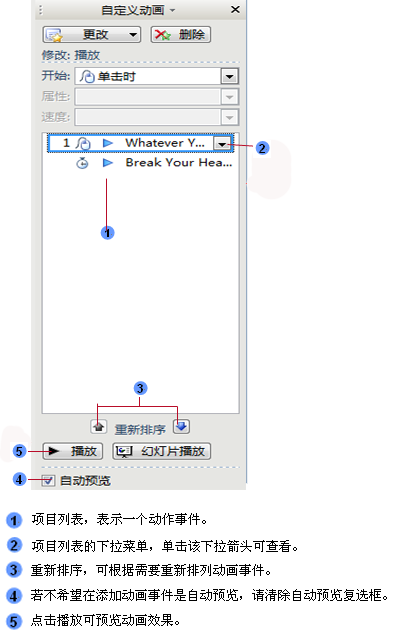 自定义动画
更改 删除
修改: 播放
开始: 单击时
属性:
速度:
1 Whatever Y...
2
Break Your Hea...
1
3
重新排序
5 播放 幻灯片播放
4 自动预览
1 项目列表，表示一个动作事件。
2 项目列表的下拉菜单，单击该下拉箭头可查看。
3 重新排序，可根据需要重新排列动画事件。
4 若不希望在添加动画事件是自动预览，请清除自动预览复选框。
5 点击播放可预览动画效果。